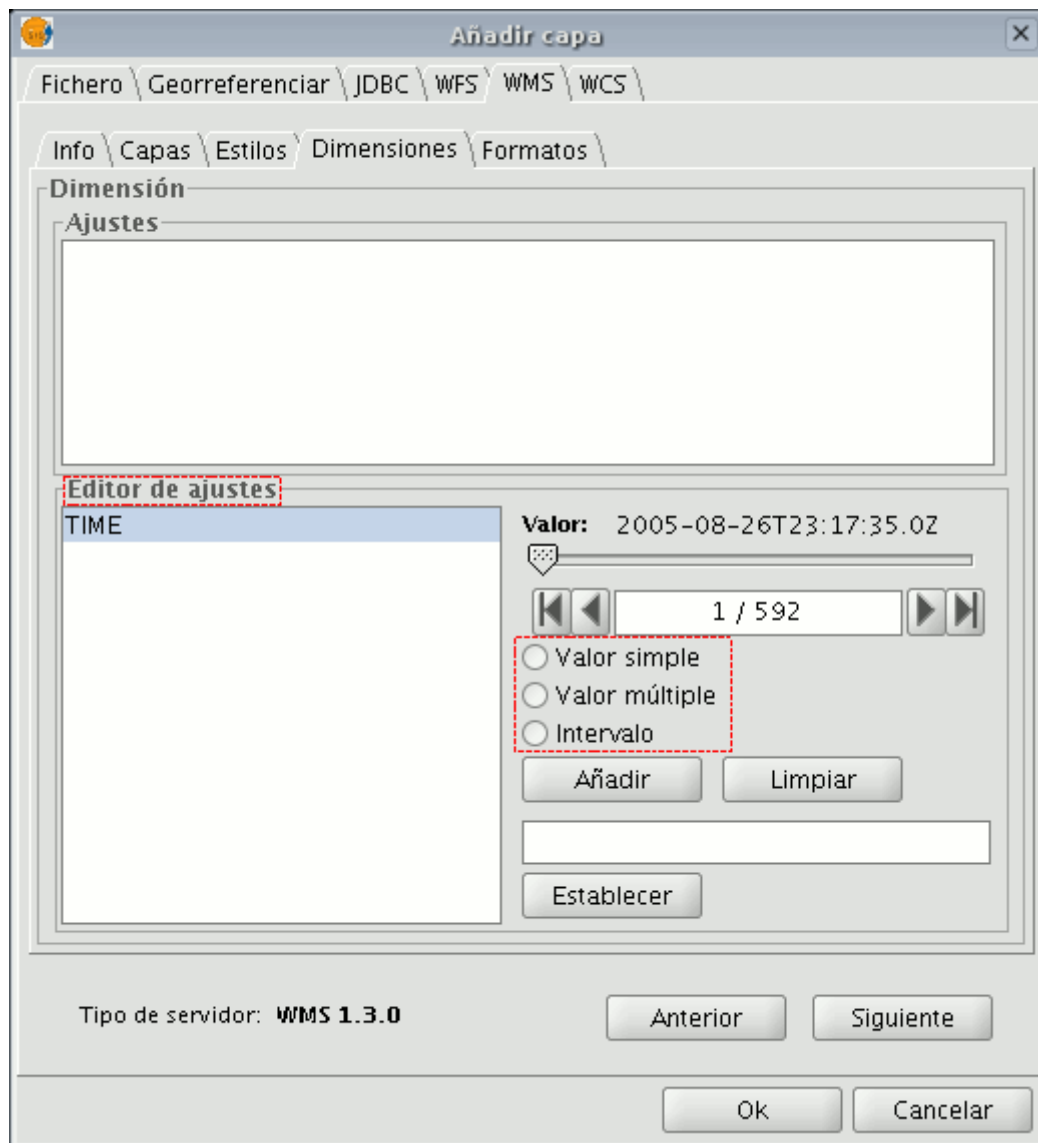 Añadir capa
Fichero Georreferenciar JDBC WFS WMS WCS
Info Capas Estilos Dimensiones Formatos
Dimensión
Ajustes
Editor de ajustes
TIME
Valor: 2005-08-26T23:17:35.0Z
1 / 592
Valor simple
Valor múltiple
Intervalo
Añadir Limpiar
Establecer
Tipo de servidor: WMS 1.3.0
Anterior Siguiente
Ok Cancelar